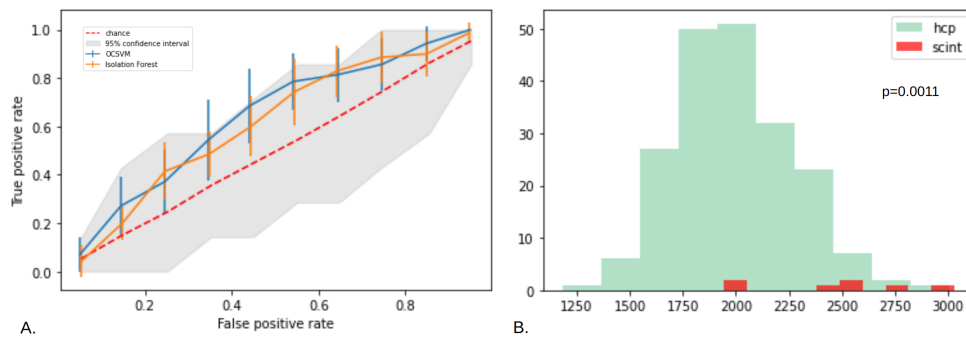 1.0
0.8
0.6
0.4
0.2
0.0
True positive rate
chance
95% confidence interval
OCSVM
Isolation Forest
0.2 0.4 0.6 0.8
False positive rate
A.
50
40
30
20
10
0
hcp
scint
p=0.0011
1250 1500 1750 2000 2250 2500 2750 3000
B.